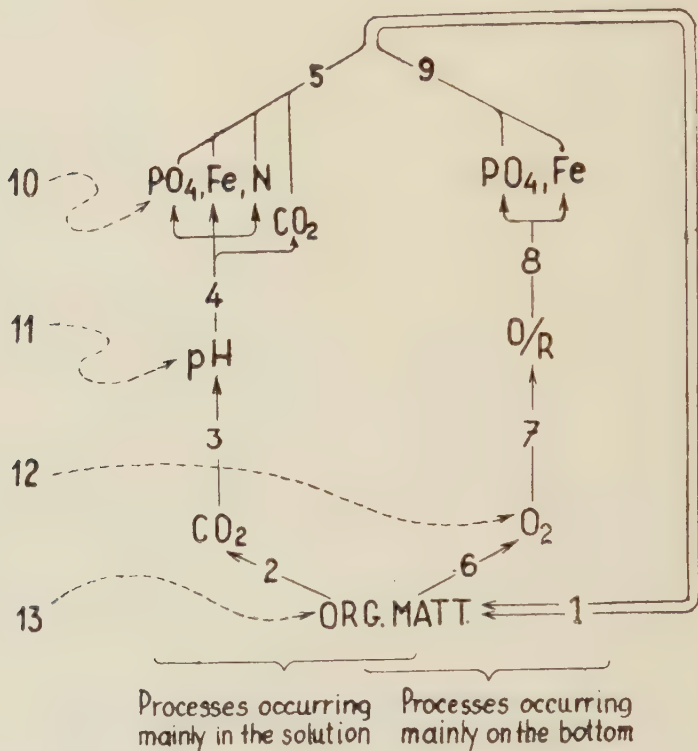 5 9
10
PO4, Fe, N
CO2
PO4, Fe
4
8
11
pH
O/R
3
7
12
CO2
O2
2
6
13
ORG. MATT.
1
Processes occurring
mainly in the solution
Processes occurring
mainly on the bottom